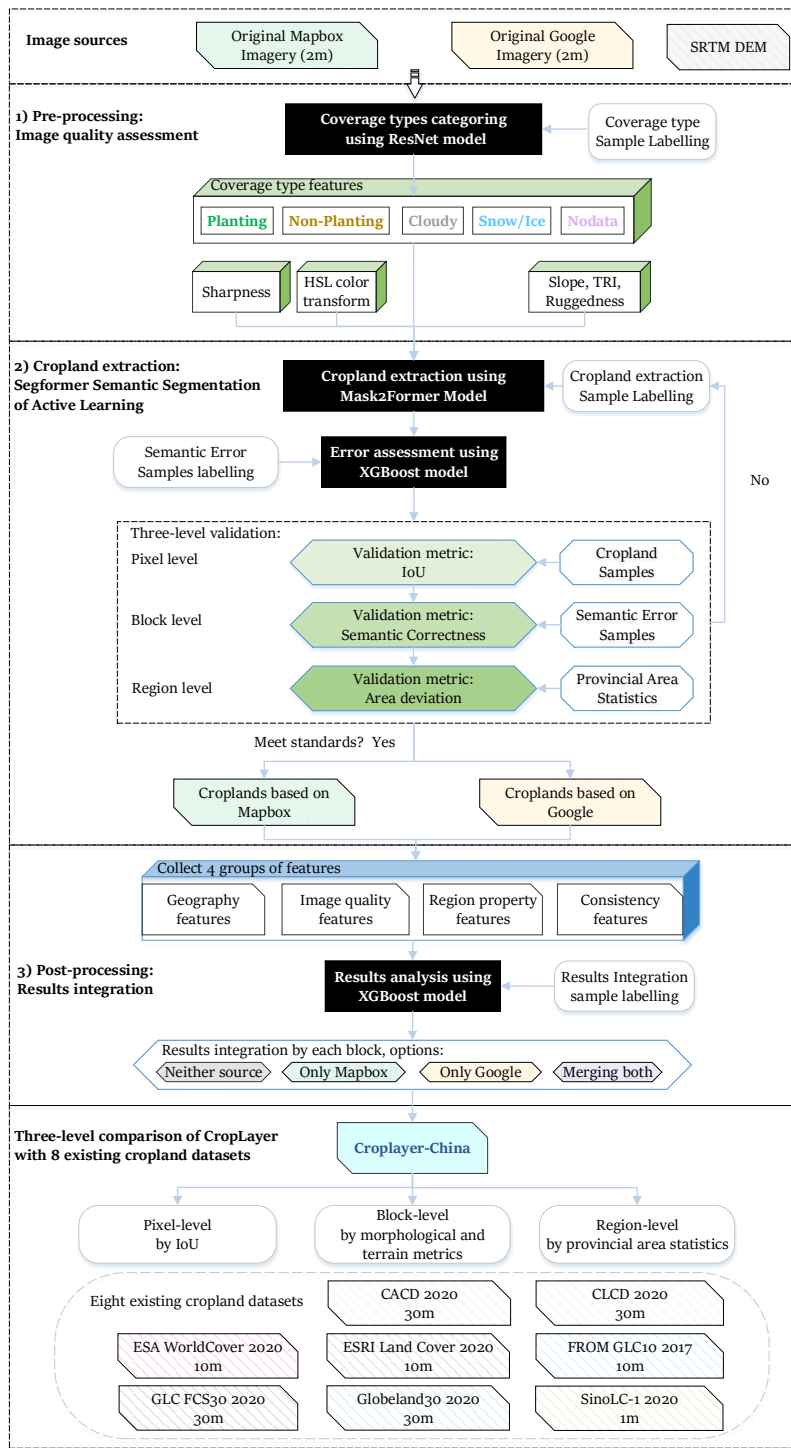 Image sources
Original Mapbox
Imagery (2m)
Original Google
Imagery (2m)
SRTM DEM
1) Pre-processing:
Image quality assessment
Coverage types categoring
using ResNet model
Coverage type
Sample Labelling
Coverage type features
Planting
Non-Planting
Cloudy
Snow/Ice
Nodata
Sharpness
HSL color
transform
Slope, TRI,
Ruggedness
2) Cropland extraction:
Segformer Semantic Segmentation
of Active Learning
Cropland extraction using
Mask2Former Model
Cropland extraction
Sample Labelling
Semantic Error
Samples labelling
Error assessment using
XGBoost model
No
Three-level validation:
Pixel level
Validation metric:
IoU
Cropland
Samples
Block level
Validation metric:
Semantic Correctness
Semantic Error
Samples
Region level
Validation metric:
Area deviation
Provincial Area
Statistics
Meet standards? Yes
Croplands based on
Mapbox
Croplands based on
Google
Collect 4 groups of features
Geography
features
Image quality
features
Region property
features
Consistency
features
3) Post-processing:
Results integration
Results analysis using
XGBoost model
Results Integration
sample labelling
Results integration by each block, options:
Neither source
Only Mapbox
Only Google
Merging both
Three-level comparison of CropLayer
with 8 existing cropland datasets
Croplayer-China
Pixel-level
by IoU
Block-level
by morphological and
terrain metrics
Region-level
by provincial area statistics
Eight existing cropland datasets
CACD 2020
30m
CLCD 2020
30m
ESA WorldCover 2020
10m
ESRI Land Cover 2020
10m
FROM GLC10 2017
10m
GLC FCS30 2020
30m
Globeland30 2020
30m
SinoLC-1 2020
1m